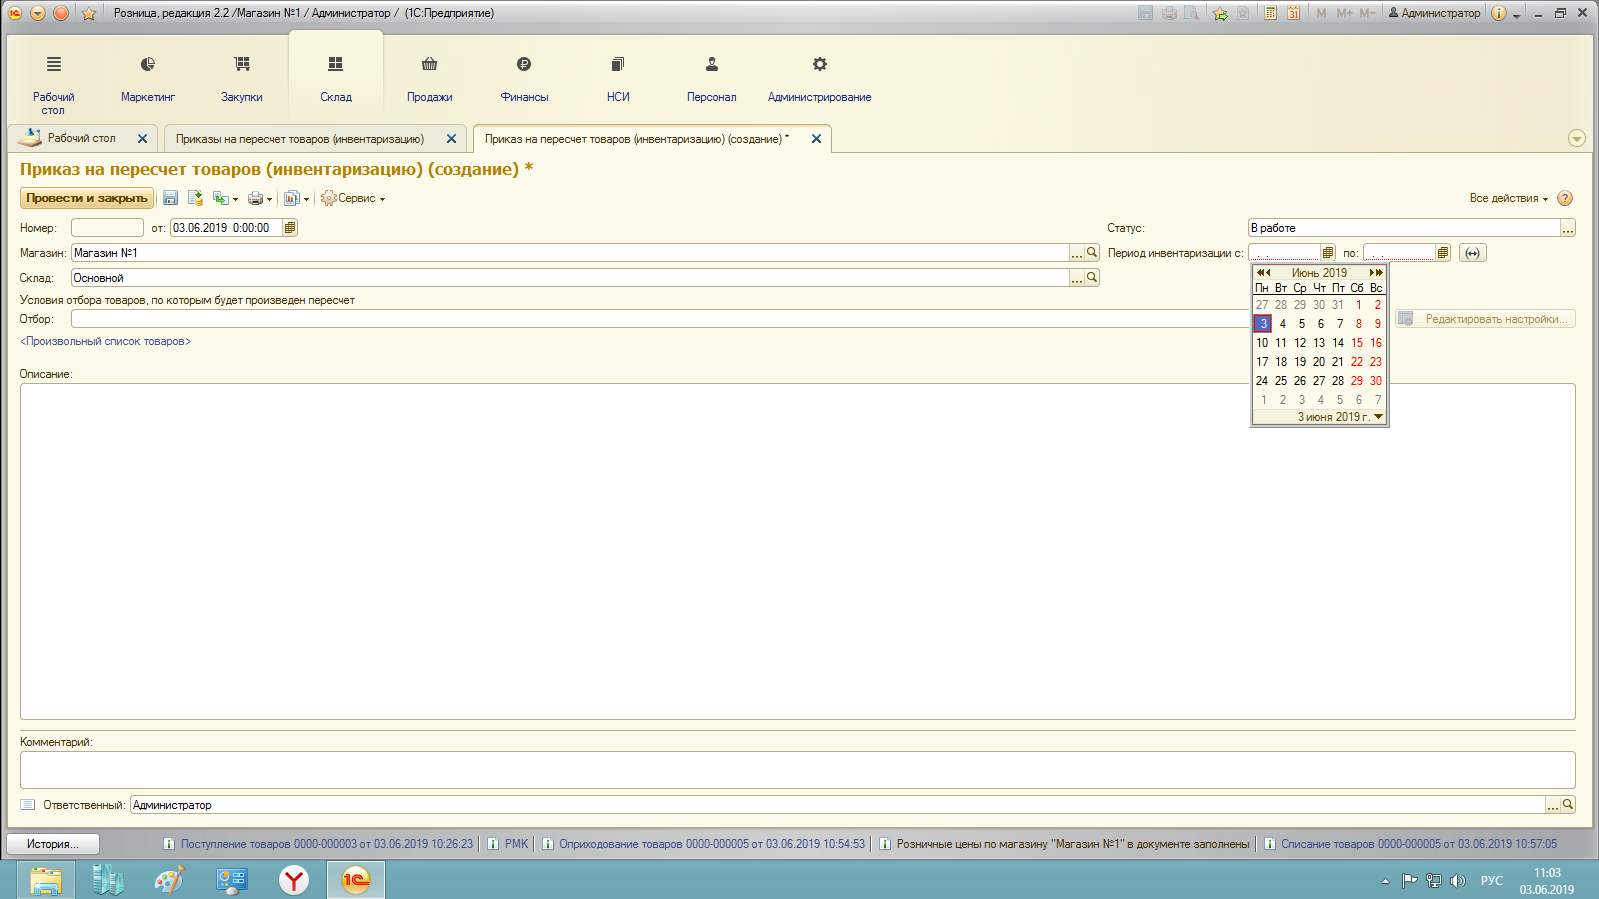 Розница, редакция 2.2 /Магазин №1 / Администратор / (1С:Предприятие)
M M+ M- Администратор
Рабочий стол
Маркетинг
Закупки
Склад
Продажи
Финансы
НСИ
Персонал
Администрирование
Рабочий стол
Приказы на пересчет товаров (инвентаризацию)
Приказ на пересчет товаров (инвентаризацию) (создание) *
Приказ на пересчет товаров (инвентаризацию) (создание) *
Провести и закрыть
Сервис
Все действия
Номер:
от: 03.06.2019 0:00:00
Статус: В работе
Магазин: Магазин №1
Период инвентаризации с: . . по: . .
Склад: Основной
Июнь 2019
Пн Вт Ср Чт Пт Сб Вс
27 28 29 30 31 1 2
3 4 5 6 7 8 9
10 11 12 13 14 15 16
17 18 19 20 21 22 23
24 25 26 27 28 29 30
1 2 3 4 5 6 7
3 июня 2019 г.
Условия отбора товаров, по которым будет произведен пересчет
Отбор:
Редактировать настройки...
<Произвольный список товаров>
Описание:
Комментарий:
Ответственный: Администратор
История...
Поступление товаров 0000-000003 от 03.06.2019 10:26:23
РМК
Оприходование товаров 0000-000005 от 03.06.2019 10:54:53
Розничные цены по магазину "Магазин №1" в документе заполнены
Списание товаров 0000-000005 от 03.06.2019 10:57:05
РУС
11:03
03.06.2019